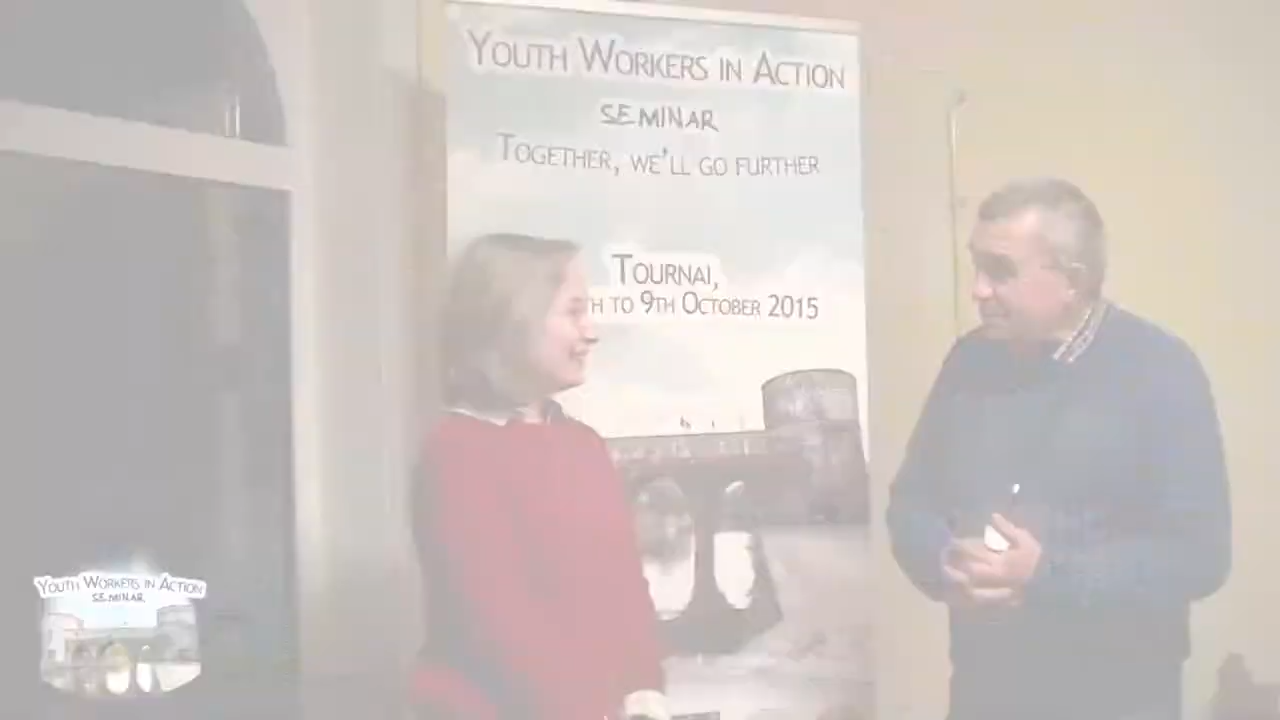 YOUTH WORKERS IN ACTION
SEMINAR
TOGETHER, WE'LL GO FURTHER
TOURNAI,
TH TO 9TH OCTOBER 2015
YOUTH WORKERS IN ACTION
SEMINAR